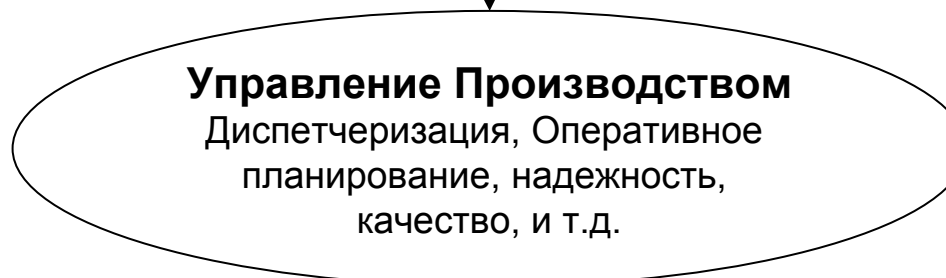 Управление Производством
Диспетчеризация, Оперативное
планирование, надежность,
качество, и т.д.